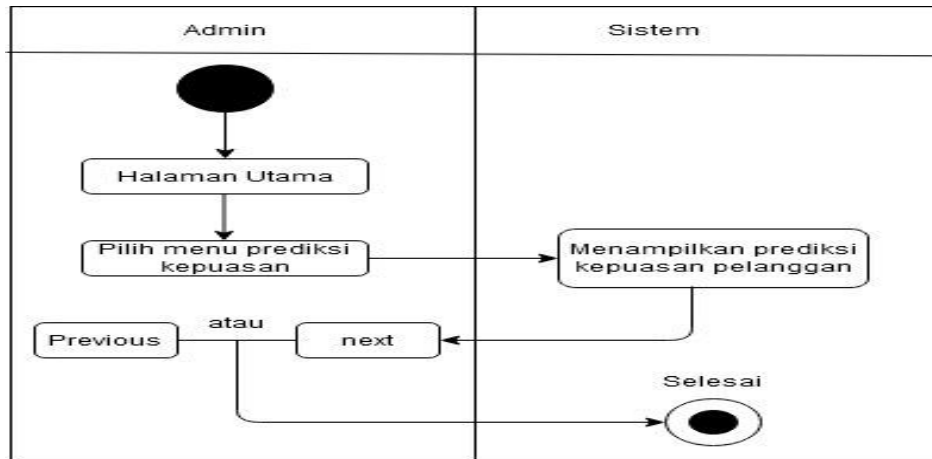 Admin
Sistem
Halaman Utama
Pilih menu prediksi
kepuasan
Menampilkan prediksi
kepuasan pelanggan
Previous
atau
next
Selesai